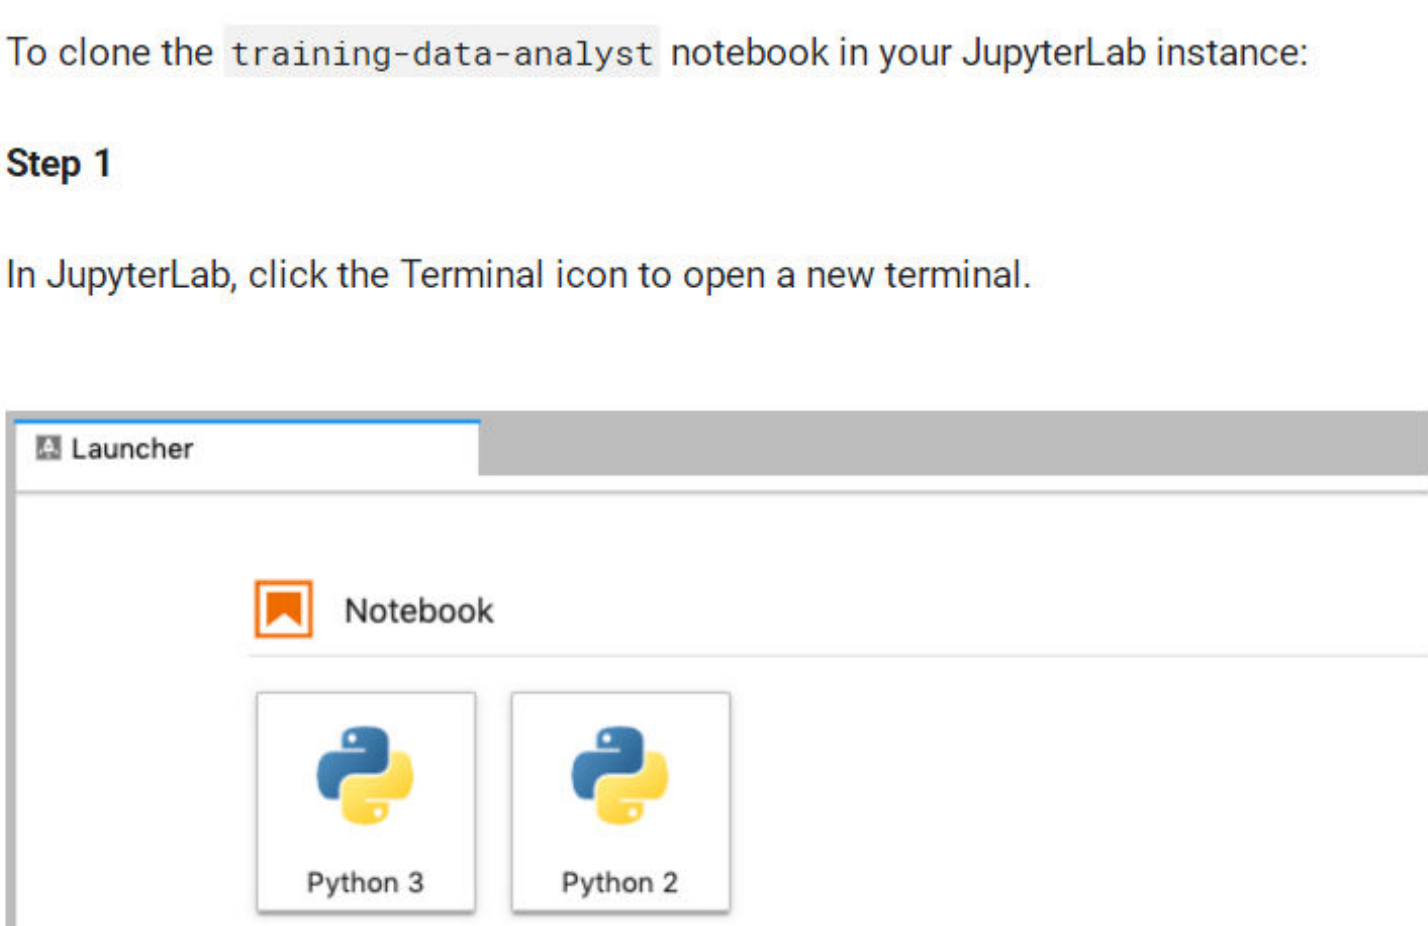 To clone the training-data-analyst notebook in your JupyterLab instance:
Step 1
In JupyterLab, click the Terminal icon to open a new terminal.
Launcher
Notebook
Python 3
Python 2